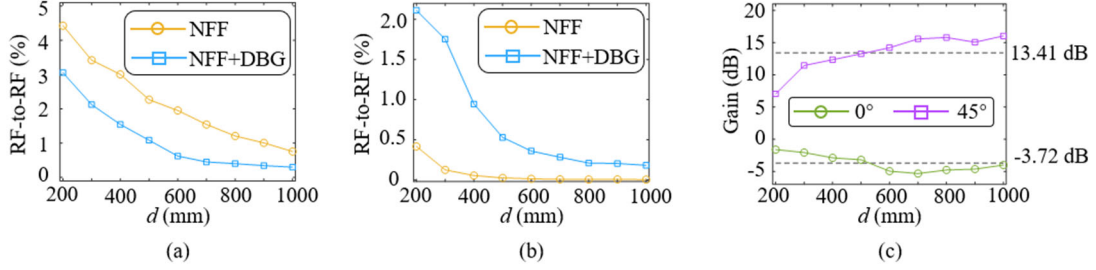 5
4
3
2
1
0
RF-to-RF (%)
NFF
NFF+DBG
200 400 600 800 1000
d (mm)
(a)
2.0
1.5
1.0
0.5
0
RF-to-RF (%)
NFF
NFF+DBG
200 400 600 800 1000
d (mm)
(b)
20
15
10
5
0
-5
Gain (dB)
13.41 dB
0° 45°
-3.72 dB
200 400 600 800 1000
d (mm)
(c)